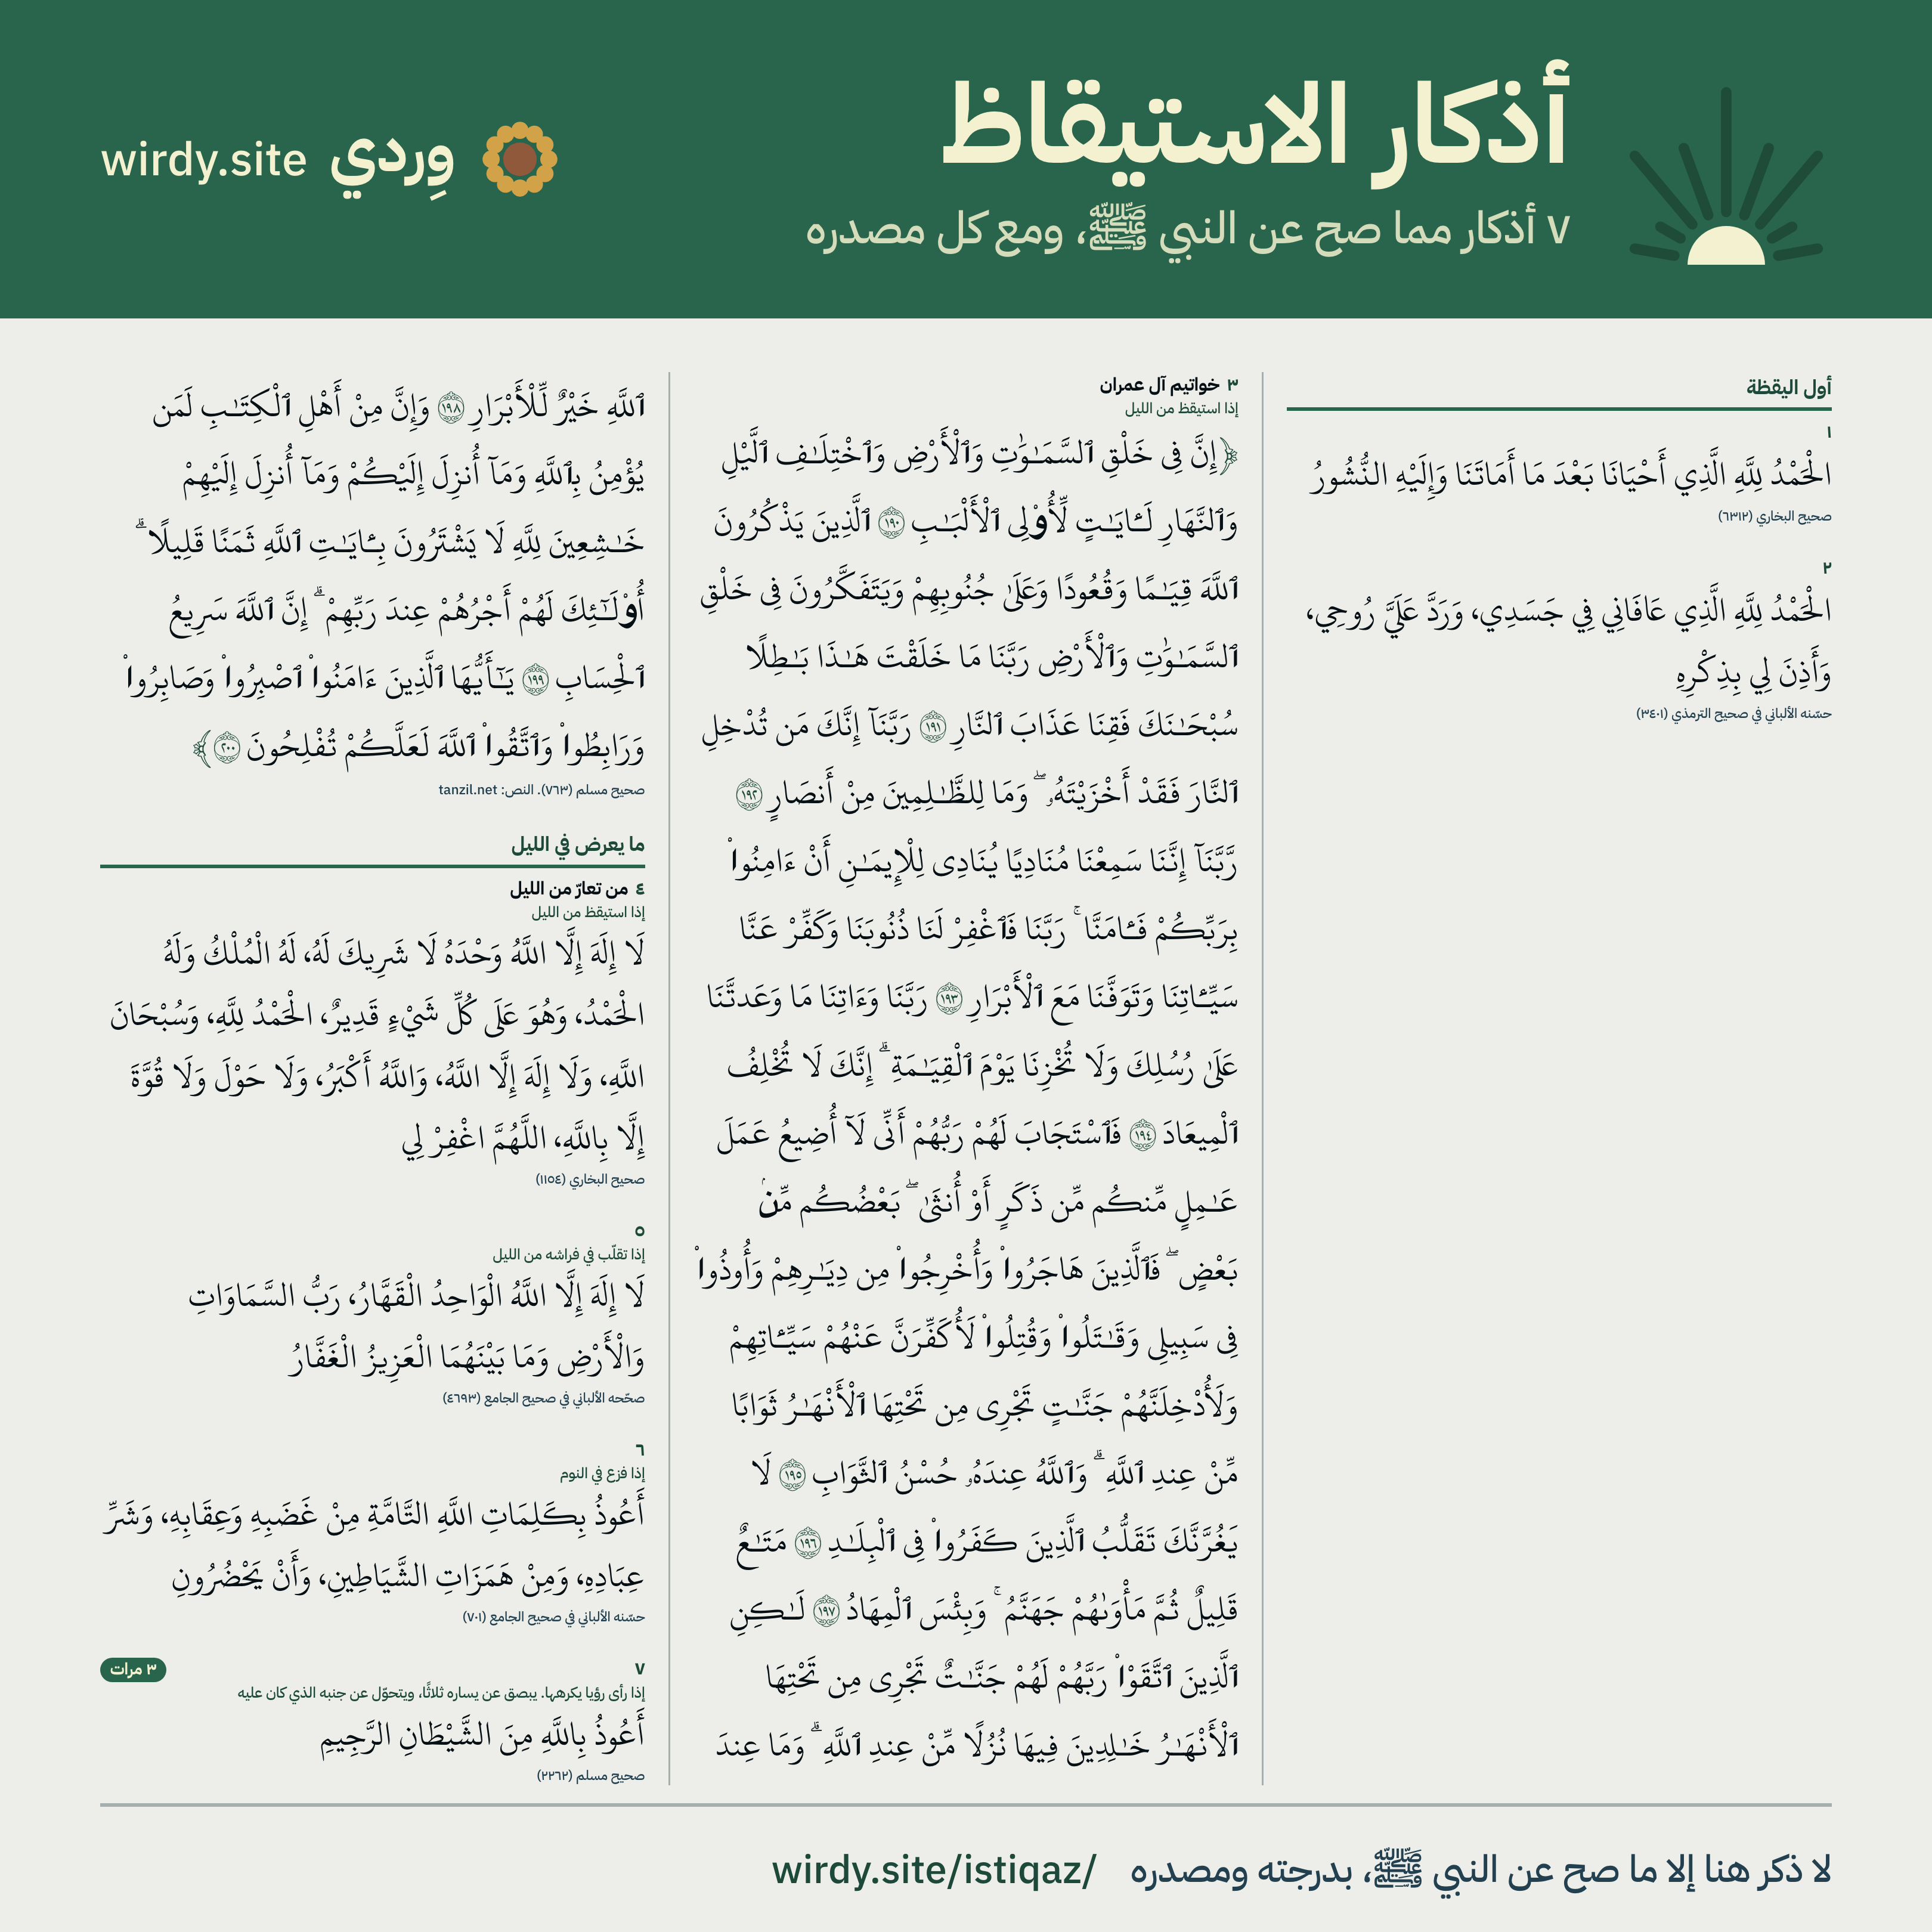 أذكار الاستيقاظ
٧ أذكار مما صح عن النبي ﷺ، ومع كل مصدره
وِردي wirdy.site
أول اليقظة
١
الْحَمْدُ لِلَّهِ الَّذِي أَحْيَانَا بَعْدَ مَا أَمَاتَنَا وَإِلَيْهِ النُّشُورُ
صحيح البخاري (٦٣١٢)
٢
الْحَمْدُ لِلَّهِ الَّذِي عَافَانِي فِي جَسَدِي، وَرَدَّ عَلَيَّ رُوحِي،
وَأَذِنَ لِي بِذِكْرِهِ
حسّنه الألباني في صحيح الترمذي (٣٤٠١)
٣ خواتيم آل عمران
إذا استيقظ من الليل
﴿إِنَّ فِى خَلْقِ ٱلسَّمَـٰوَٰتِ وَٱلْأَرْضِ وَٱخْتِلَـٰفِ ٱلَّيْلِ
وَٱلنَّهَارِ لَـَٔايَـٰتٍ لِّأُو۟لِى ٱلْأَلْبَـٰبِ ١٩٠ ٱلَّذِينَ يَذْكُرُونَ
ٱللَّهَ قِيَـٰمًا وَقُعُودًا وَعَلَىٰ جُنُوبِهِمْ وَيَتَفَكَّرُونَ فِى خَلْقِ
ٱلسَّمَـٰوَٰتِ وَٱلْأَرْضِ رَبَّنَا مَا خَلَقْتَ هَـٰذَا بَـٰطِلًا
سُبْحَـٰنَكَ فَقِنَا عَذَابَ ٱلنَّارِ ١٩١ رَبَّنَآ إِنَّكَ مَن تُدْخِلِ
ٱلنَّارَ فَقَدْ أَخْزَيْتَهُۥ ۖ وَمَا لِلظَّـٰلِمِينَ مِنْ أَنصَارٍ ١٩٢
رَّبَّنَآ إِنَّنَا سَمِعْنَا مُنَادِيًا يُنَادِى لِلْإِيمَـٰنِ أَنْ ءَامِنُوا۟
بِرَبِّكُمْ فَـَٔامَنَّا ۚ رَبَّنَا فَٱغْفِرْ لَنَا ذُنُوبَنَا وَكَفِّرْ عَنَّا
سَيِّـَٔاتِنَا وَتَوَفَّنَا مَعَ ٱلْأَبْرَارِ ١٩٣ رَبَّنَا وَءَاتِنَا مَا وَعَدتَّنَا
عَلَىٰ رُسُلِكَ وَلَا تُخْزِنَا يَوْمَ ٱلْقِيَـٰمَةِ ۗ إِنَّكَ لَا تُخْلِفُ
ٱلْمِيعَادَ ١٩٤ فَٱسْتَجَابَ لَهُمْ رَبُّهُمْ أَنِّى لَآ أُضِيعُ عَمَلَ
عَـٰمِلٍ مِّنكُم مِّن ذَكَرٍ أَوْ أُنثَىٰ ۖ بَعْضُكُم مِّنۢ
بَعْضٍ ۖ فَٱلَّذِينَ هَاجَرُوا۟ وَأُخْرِجُوا۟ مِن دِيَـٰرِهِمْ وَأُوذُوا۟
فِى سَبِيلِى وَقَـٰتَلُوا۟ وَقُتِلُوا۟ لَأُكَفِّرَنَّ عَنْهُمْ سَيِّـَٔاتِهِمْ
وَلَأُدْخِلَنَّهُمْ جَنَّـٰتٍ تَجْرِى مِن تَحْتِهَا ٱلْأَنْهَـٰرُ ثَوَابًا
مِّنْ عِندِ ٱللَّهِ ۗ وَٱللَّهُ عِندَهُۥ حُسْنُ ٱلثَّوَابِ ١٩٥ لَا
يَغُرَّنَّكَ تَقَلُّبُ ٱلَّذِينَ كَفَرُوا۟ فِى ٱلْبِلَـٰدِ ١٩٦ مَتَـٰعٌ
قَلِيلٌ ثُمَّ مَأْوَىٰهُمْ جَهَنَّمُ ۚ وَبِئْسَ ٱلْمِهَادُ ١٩٧ لَـٰكِنِ
ٱلَّذِينَ ٱتَّقَوْا۟ رَبَّهُمْ لَهُمْ جَنَّـٰتٌ تَجْرِى مِن تَحْتِهَا
ٱلْأَنْهَـٰرُ خَـٰلِدِينَ فِيهَا نُزُلًا مِّنْ عِندِ ٱللَّهِ ۗ وَمَا عِندَ
ٱللَّهِ خَيْرٌ لِّلْأَبْرَارِ ١٩٨ وَإِنَّ مِنْ أَهْلِ ٱلْكِتَـٰبِ لَمَن
يُؤْمِنُ بِٱللَّهِ وَمَآ أُنزِلَ إِلَيْكُمْ وَمَآ أُنزِلَ إِلَيْهِمْ
خَـٰشِعِينَ لِلَّهِ لَا يَشْتَرُونَ بِـَٔايَـٰتِ ٱللَّهِ ثَمَنًا قَلِيلًا ۗ
أُو۟لَـٰٓئِكَ لَهُمْ أَجْرُهُمْ عِندَ رَبِّهِمْ ۗ إِنَّ ٱللَّهَ سَرِيعُ
ٱلْحِسَابِ ١٩٩ يَـٰٓأَيُّهَا ٱلَّذِينَ ءَامَنُوا۟ ٱصْبِرُوا۟ وَصَابِرُوا۟
وَرَابِطُوا۟ وَٱتَّقُوا۟ ٱللَّهَ لَعَلَّكُمْ تُفْلِحُونَ ٢٠٠﴾
صحيح مسلم (٧٦٣). النص: tanzil.net
ما يعرض في الليل
٤ من تعارّ من الليل
إذا استيقظ من الليل
لَا إِلَهَ إِلَّا اللَّهُ وَحْدَهُ لَا شَرِيكَ لَهُ، لَهُ الْمُلْكُ وَلَهُ
الْحَمْدُ، وَهُوَ عَلَى كُلِّ شَيْءٍ قَدِيرٌ، الْحَمْدُ لِلَّهِ، وَسُبْحَانَ
اللَّهِ، وَلَا إِلَهَ إِلَّا اللَّهُ، وَاللَّهُ أَكْبَرُ، وَلَا حَوْلَ وَلَا قُوَّةَ
إِلَّا بِاللَّهِ، اللَّهُمَّ اغْفِرْ لِي
صحيح البخاري (١١٥٤)
٥
إذا تقلّب في فراشه من الليل
لَا إِلَهَ إِلَّا اللَّهُ الْوَاحِدُ الْقَهَّارُ، رَبُّ السَّمَاوَاتِ
وَالْأَرْضِ وَمَا بَيْنَهُمَا الْعَزِيزُ الْغَفَّارُ
صحّحه الألباني في صحيح الجامع (٤٦٩٣)
٦
إذا فزع في النوم
أَعُوذُ بِكَلِمَاتِ اللَّهِ التَّامَّةِ مِنْ غَضَبِهِ وَعِقَابِهِ، وَشَرِّ
عِبَادِهِ، وَمِنْ هَمَزَاتِ الشَّيَاطِينِ، وَأَنْ يَحْضُرُونِ
حسّنه الألباني في صحيح الجامع (٧٠١)
٧ ٣ مرات
إذا رأى رؤيا يكرهها. يبصق عن يساره ثلاثًا، ويتحوّل عن جنبه الذي كان عليه
أَعُوذُ بِاللَّهِ مِنَ الشَّيْطَانِ الرَّجِيمِ
صحيح مسلم (٢٢٦٢)
لا ذكر هنا إلا ما صح عن النبي ﷺ، بدرجته ومصدره wirdy.site/istiqaz/